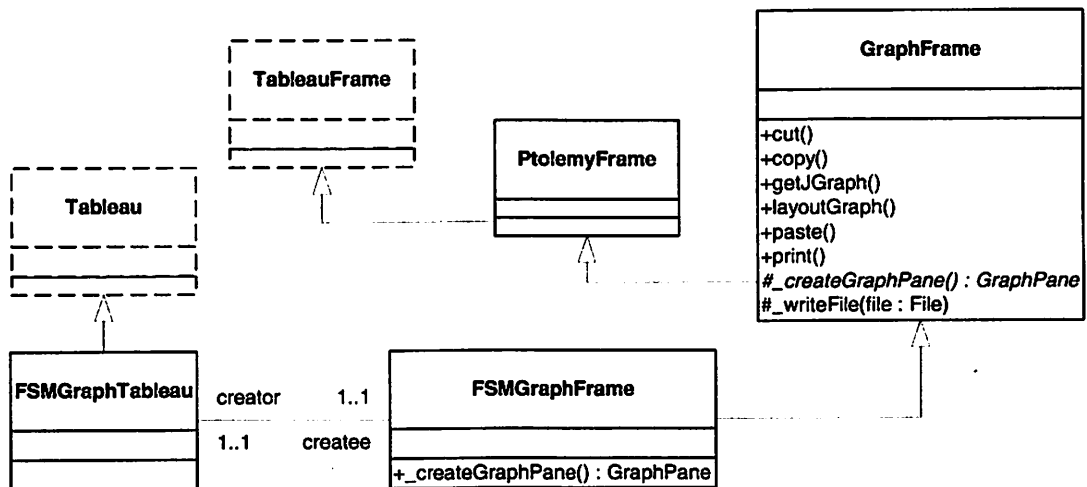 GraphFrame
+cut()
+copy()
+getJGraph()
+layoutGraph()
+paste()
+print()
#_createGraphPane() : GraphPane
#_writeFile(file : File)
TableauFrame
PtolemyFrame
Tableau
FSMGraphTableau
creator 1..1
1..1 createe
FSMGraphFrame
+_createGraphPane() : GraphPane